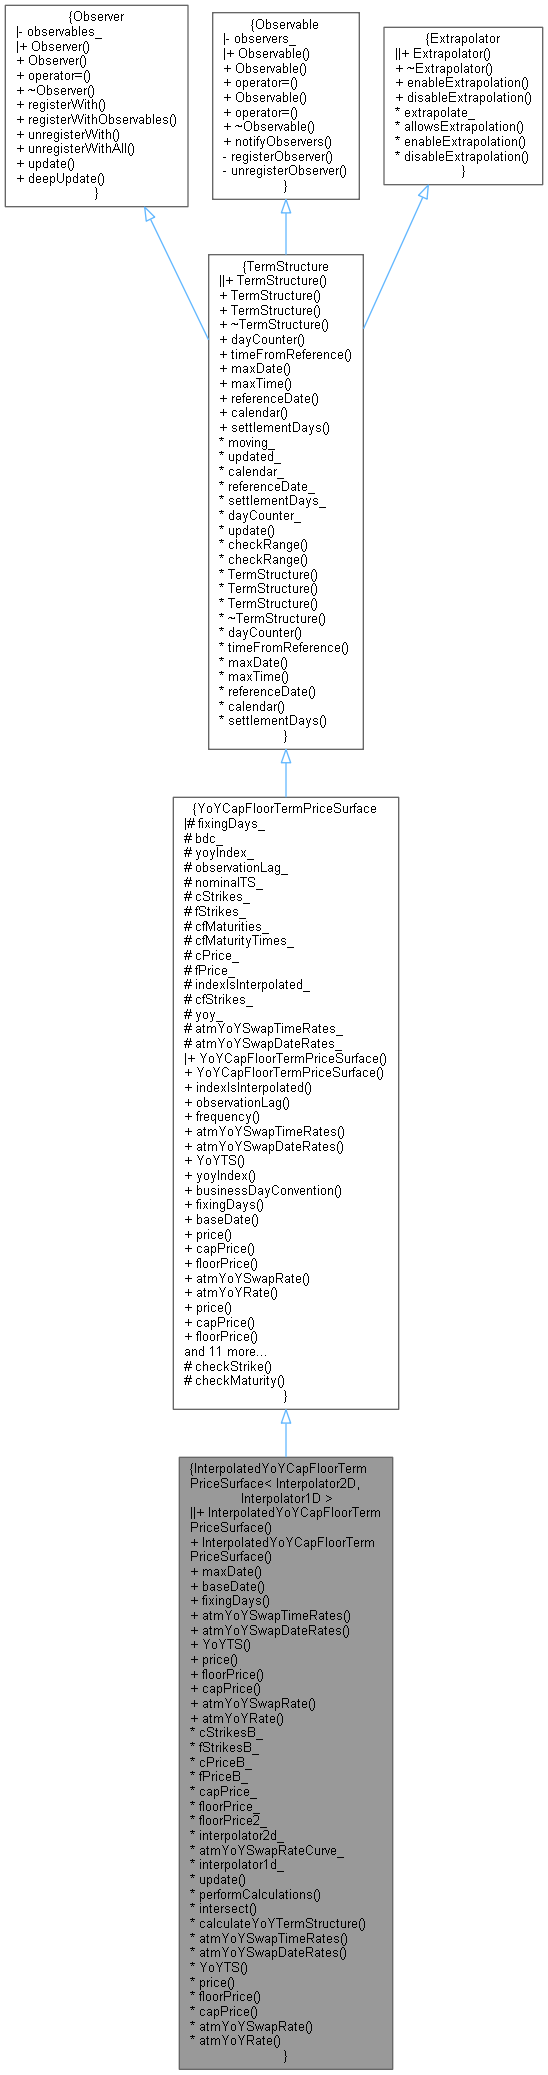 {Observer
|- observables_
|+ Observer()
+ Observer()
+ operator=()
+ ~Observer()
+ registerWith()
+ registerWithObservables()
+ unregisterWith()
+ unregisterWithAll()
+ update()
+ deepUpdate()
}
{Observable
|- observers_
|+ Observable()
+ Observable()
+ operator=()
+ Observable()
+ operator=()
+ ~Observable()
+ notifyObservers()
- registerObserver()
- unregisterObserver()
}
{Extrapolator
||+ Extrapolator()
+ ~Extrapolator()
+ enableExtrapolation()
+ disableExtrapolation()
* extrapolate_
* allowsExtrapolation()
* enableExtrapolation()
* disableExtrapolation()
}
{TermStructure
||+ TermStructure()
+ TermStructure()
+ TermStructure()
+ ~TermStructure()
+ dayCounter()
+ timeFromReference()
+ maxDate()
+ maxTime()
+ referenceDate()
+ calendar()
+ settlementDays()
* moving_
* updated_
* calendar_
* referenceDate_
* settlementDays_
* dayCounter_
* update()
* checkRange()
* checkRange()
* TermStructure()
* TermStructure()
* TermStructure()
* ~TermStructure()
* dayCounter()
* timeFromReference()
* maxDate()
* maxTime()
* referenceDate()
* calendar()
* settlementDays()
}
{YoYCapFloorTermPriceSurface
|# fixingDays_
# bdc_
# yoyIndex_
# observationLag_
# nominalTS_
# cStrikes_
# fStrikes_
# cfMaturities_
# cfMaturityTimes_
# cPrice_
# fPrice_
# indexIsInterpolated_
# cfStrikes_
# yoy_
# atmYoYSwapTimeRates_
# atmYoYSwapDateRates_
|+ YoYCapFloorTermPriceSurface()
+ YoYCapFloorTermPriceSurface()
+ indexIsInterpolated()
+ observationLag()
+ frequency()
+ atmYoYSwapTimeRates()
+ atmYoYSwapDateRates()
+ YoYTS()
+ yoyIndex()
+ businessDayConvention()
+ fixingDays()
+ baseDate()
+ price()
+ capPrice()
+ floorPrice()
+ atmYoYSwapRate()
+ atmYoYRate()
+ price()
+ capPrice()
+ floorPrice()
and 11 more...
# checkStrike()
# checkMaturity()
}
{InterpolatedYoYCapFloorTerm
PriceSurface< Interpolator2D,
Interpolator1D >
||+ InterpolatedYoYCapFloorTerm
PriceSurface()
+ InterpolatedYoYCapFloorTerm
PriceSurface()
+ maxDate()
+ baseDate()
+ fixingDays()
+ atmYoYSwapTimeRates()
+ atmYoYSwapDateRates()
+ YoYTS()
+ price()
+ floorPrice()
+ capPrice()
+ atmYoYSwapRate()
+ atmYoYRate()
* cStrikesB_
* fStrikesB_
* cPriceB_
* fPriceB_
* capPrice_
* floorPrice_
* floorPrice2_
* interpolator2d_
* atmYoYSwapRateCurve_
* interpolator1d_
* update()
* performCalculations()
* intersect()
* calculateYoYTermStructure()
* atmYoYSwapTimeRates()
* atmYoYSwapDateRates()
* YoYTS()
* price()
* floorPrice()
* capPrice()
* atmYoYSwapRate()
* atmYoYRate()
}